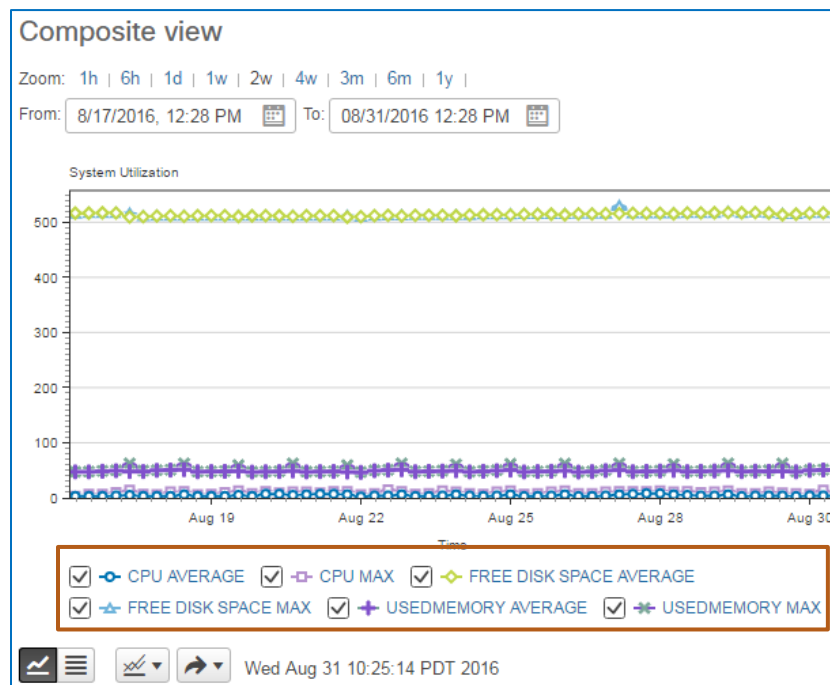 Composite view
Zoom: 1h | 6h | 1d | 1w | 2w | 4w | 3m | 6m | 1y |
From: 8/17/2016, 12:28 PM To: 08/31/2016 12:28 PM
System Utilization
500
400
300
200
100
0
Aug 19 Aug 22 Aug 25 Aug 28 Aug 30
Time
CPU AVERAGE CPU MAX FREE DISK SPACE AVERAGE
FREE DISK SPACE MAX USEDMEMORY AVERAGE USEDMEMORY MAX
Wed Aug 31 10:25:14 PDT 2016